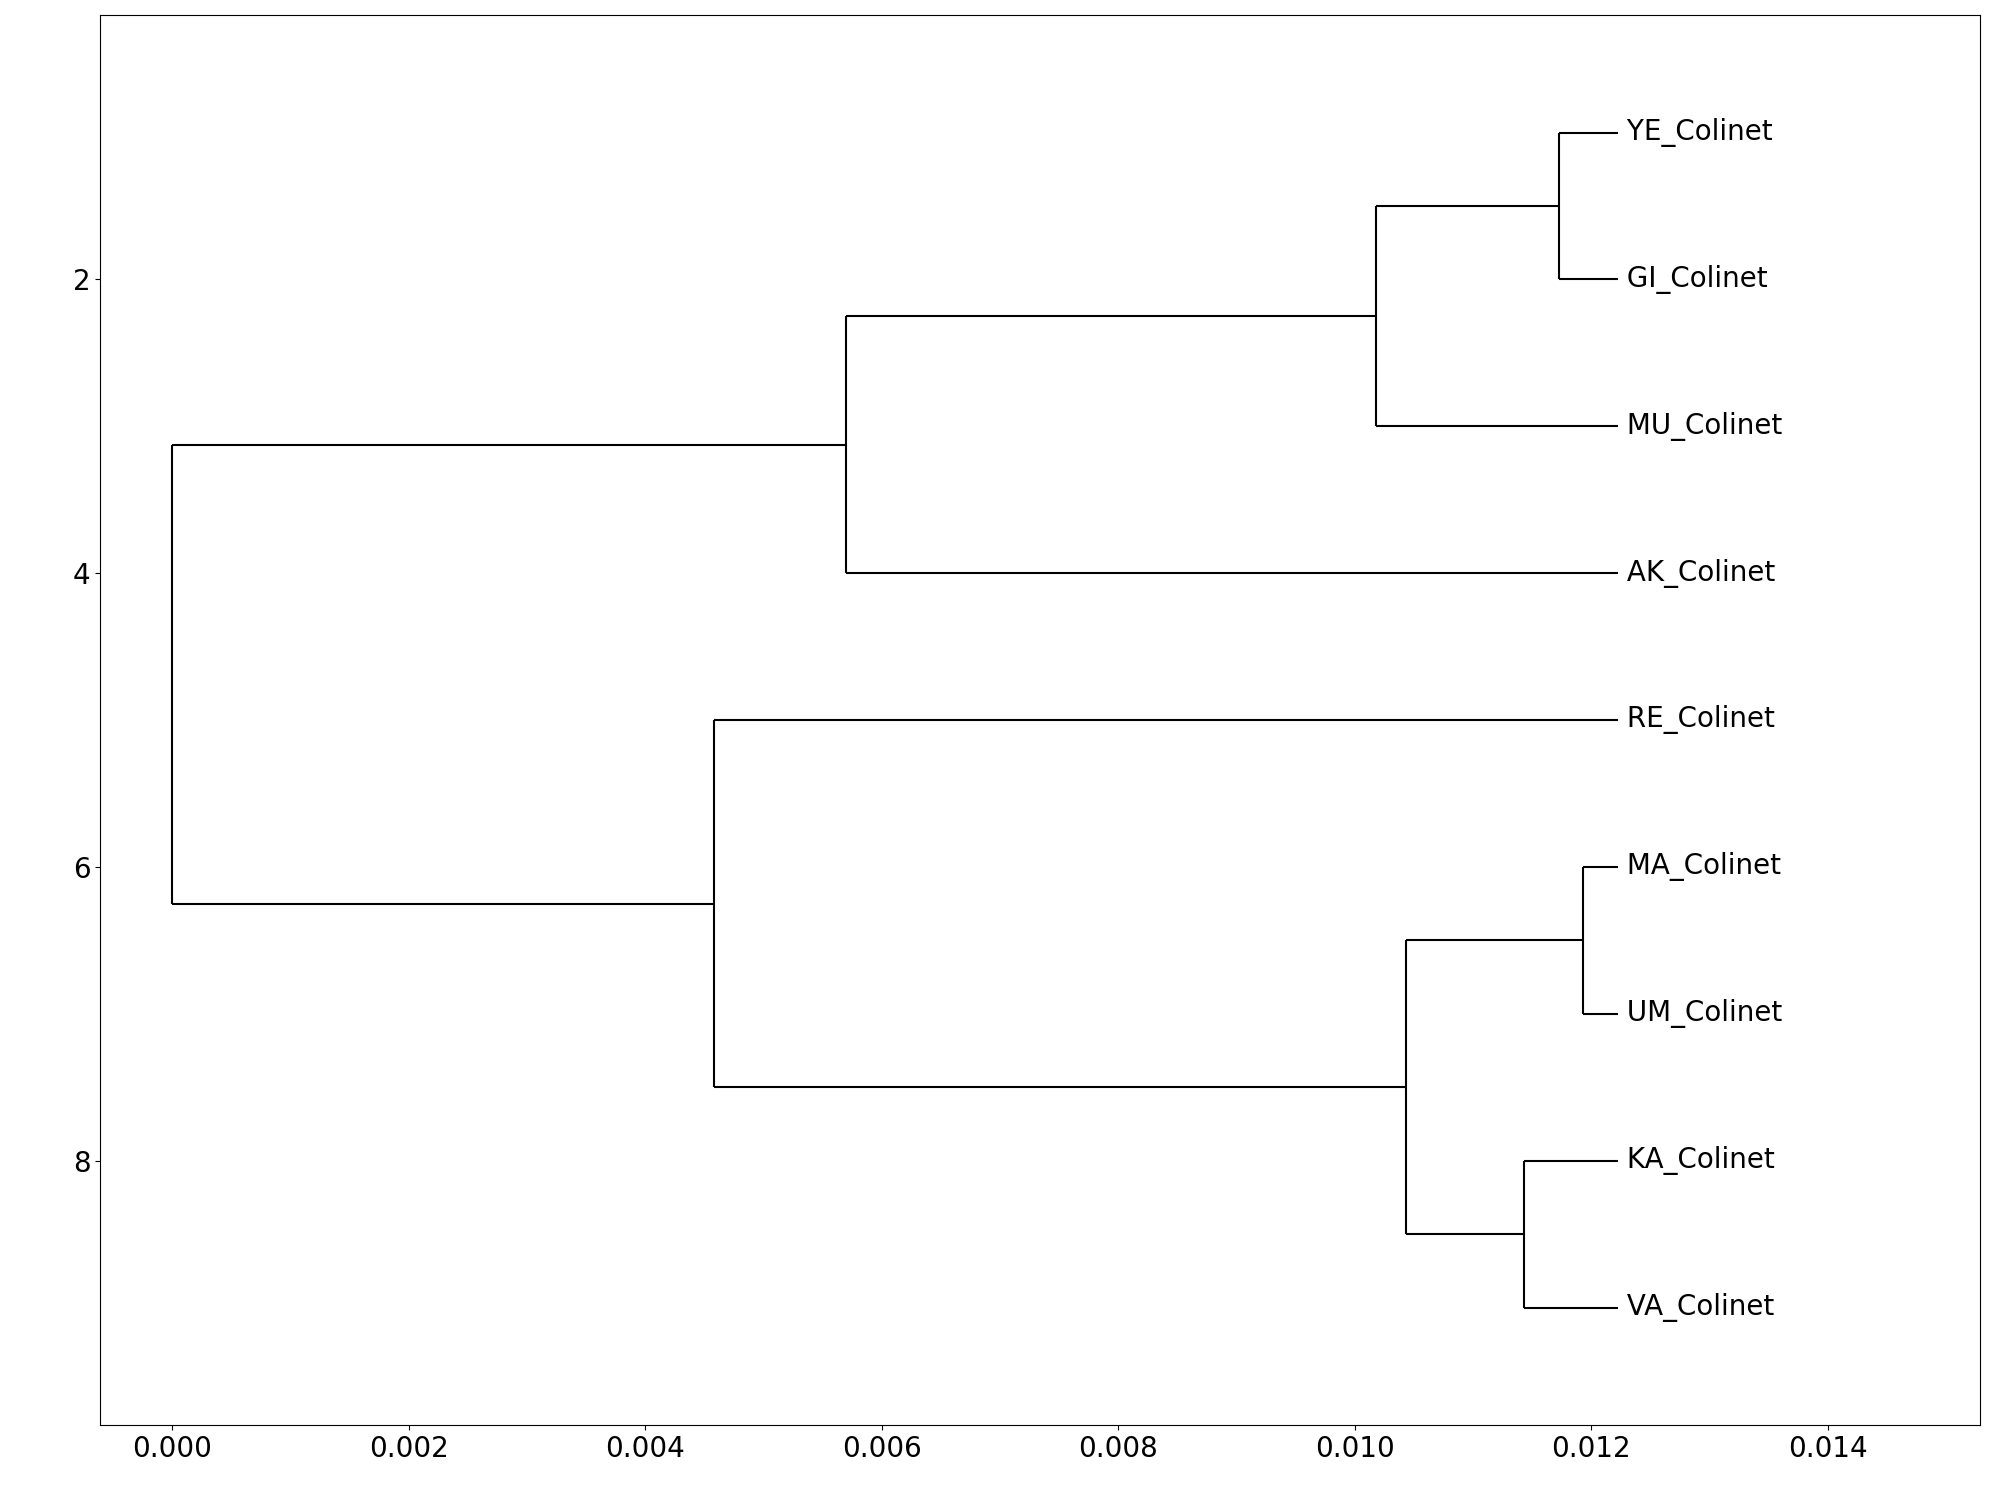 YE_Colinet
2
GI_Colinet
MU_Colinet
4
AK_Colinet
RE_Colinet
6
MA_Colinet
UM_Colinet
8
KA_Colinet
VA_Colinet
0.000 0.002 0.004 0.006 0.008 0.010 0.012 0.014